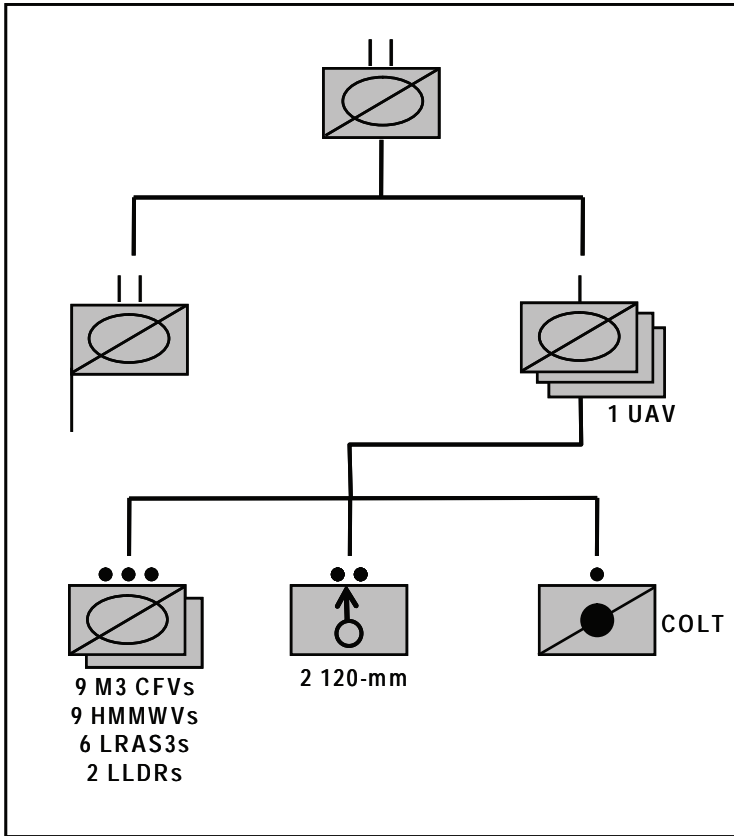 1 UAV
COLT
2 120-mm
9 M3 CFVs
9 HMMWVs
6 LRAS3s
2 LLDRs